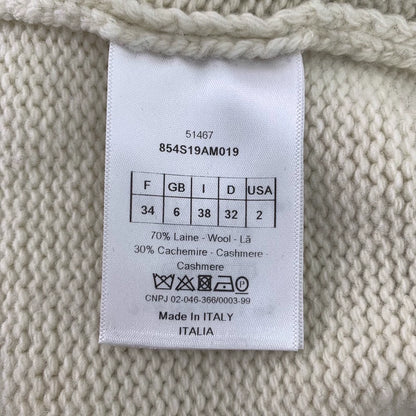 51467
854S19AM019
F GB I D USA
34 6 38 32 2
70% Laine - Wool - Lã
30% Cachemire - Cashmere -
Cashmere
P
CNPJ 02-046-366/0003-99
Made In ITALY
ITALIA